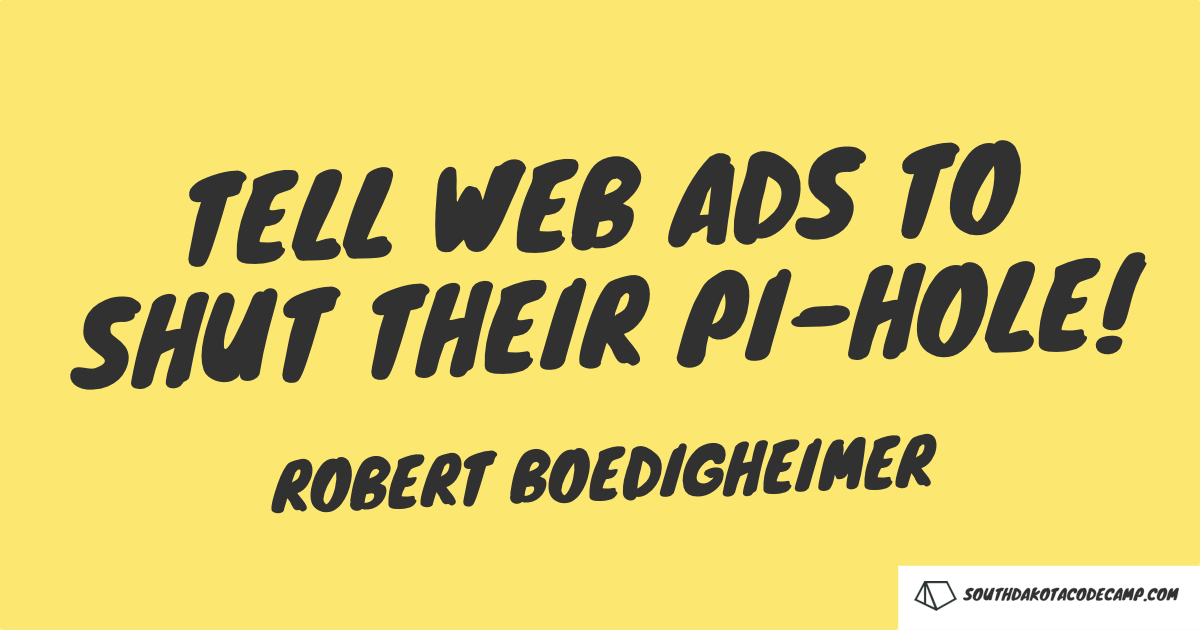 TELL WEB ADS TO
SHUT THEIR PI-HOLE!
ROBERT BOEDIGHEIMER
SOUTHDAKOTACODECAMP.COM